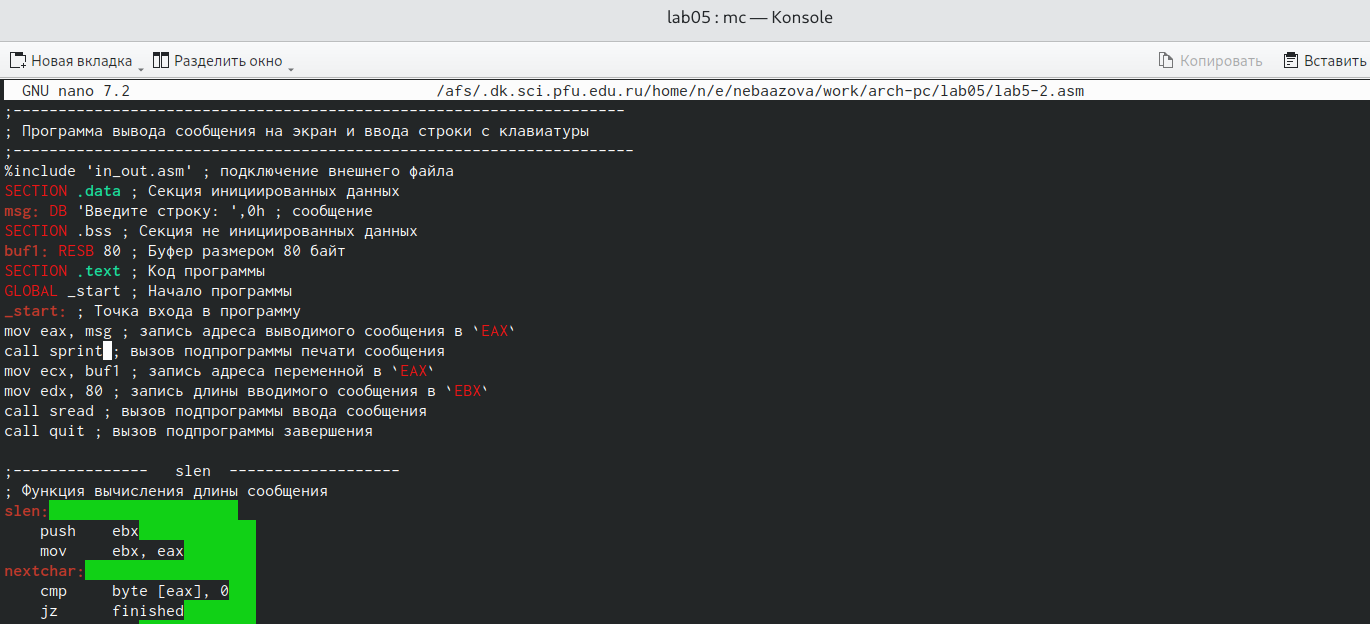 lab05 : mc — Konsole
Новая вкладка Разделить окно Копировать Вставить
GNU nano 7.2 /afs/.dk.sci.pfu.edu.ru/home/n/e/nebaazova/work/arch-pc/lab05/lab5-2.asm
;--------------------------------------------------------------------
; Программа вывода сообщения на экран и ввода строки с клавиатуры
;---------------------------------------------------------------------
%include 'in_out.asm' ; подключение внешнего файла
SECTION .data ; Секция инициированных данных
msg: DB 'Введите строку: ',0h ; сообщение
SECTION .bss ; Секция не инициированных данных
buf1: RESB 80 ; Буфер размером 80 байт
SECTION .text ; Код программы
GLOBAL _start ; Начало программы
_start: ; Точка входа в программу
mov eax, msg ; запись адреса выводимого сообщения в `EAX`
call sprint ; вызов подпрограммы печати сообщения
mov ecx, buf1 ; запись адреса переменной в `EAX`
mov edx, 80 ; запись длины вводимого сообщения в `EBX`
call sread ; вызов подпрограммы ввода сообщения
call quit ; вызов подпрограммы завершения
;--------------- slen -------------------
; Функция вычисления длины сообщения
slen:
push ebx
mov ebx, eax
nextchar:
cmp byte [eax], 0
jz finished